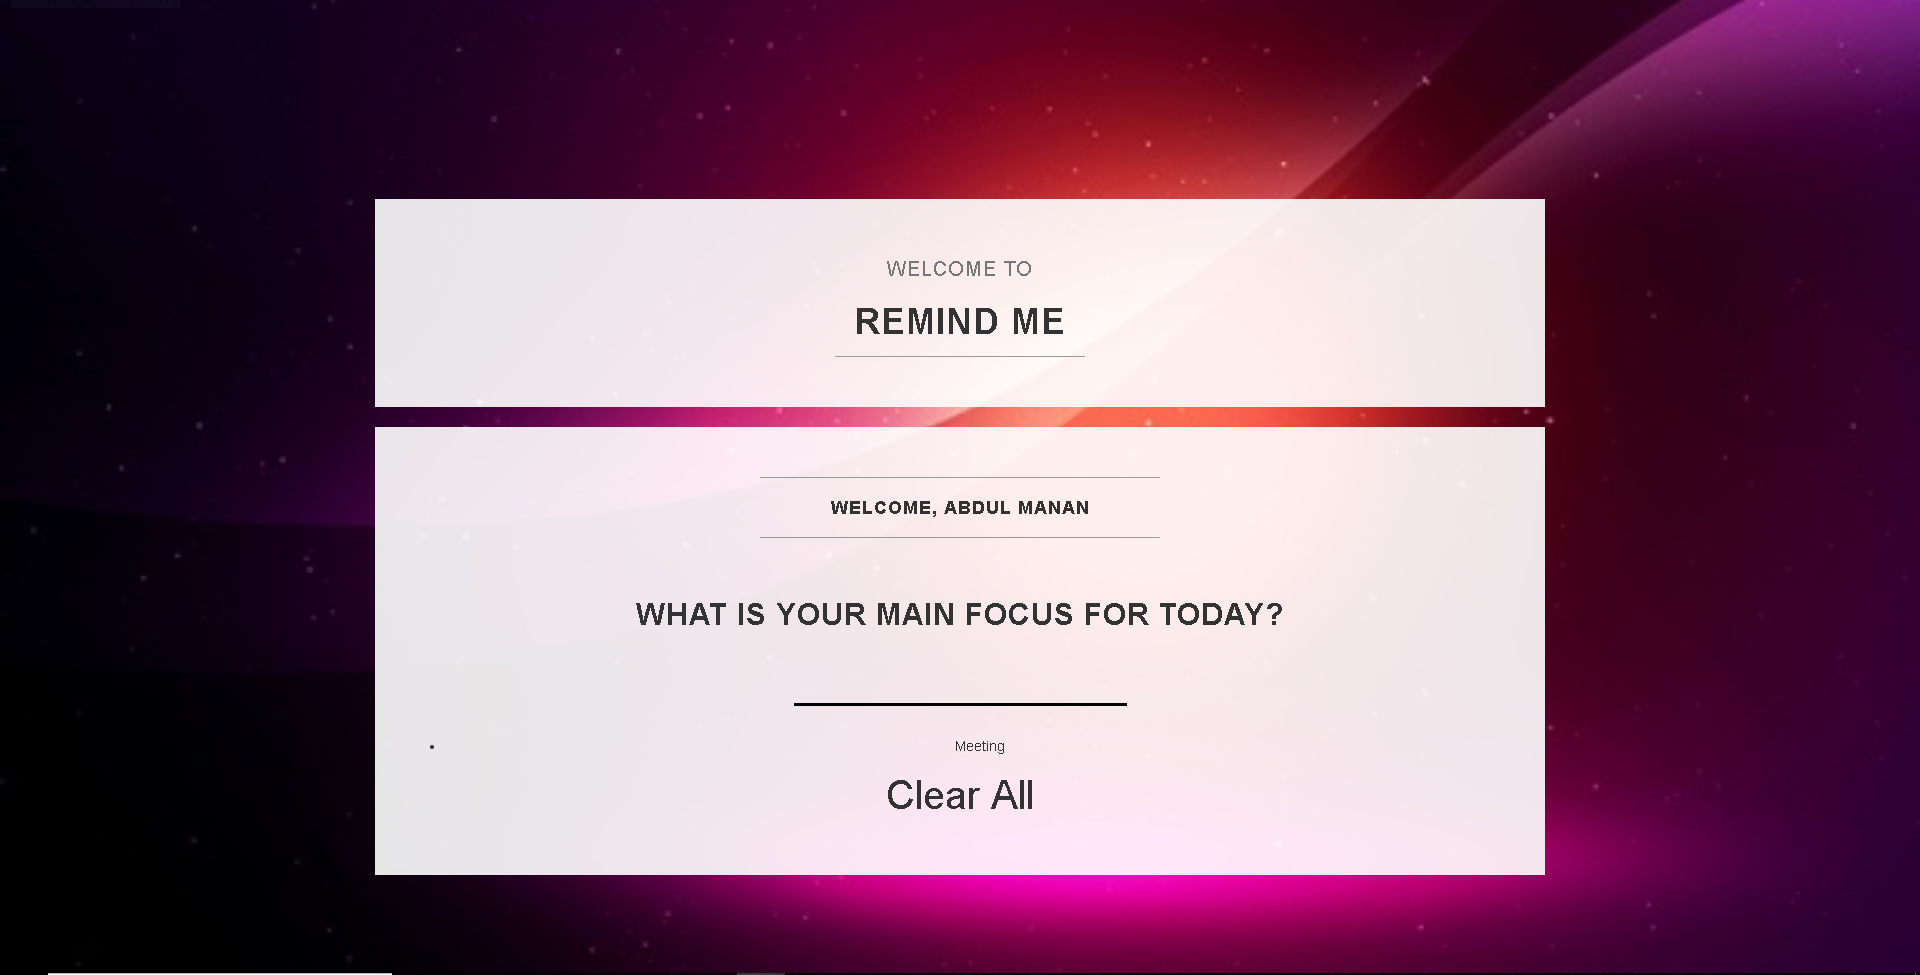 WELCOME TO
REMIND ME
WELCOME, ABDUL MANAN
WHAT IS YOUR MAIN FOCUS FOR TODAY?
• Meeting
Clear All